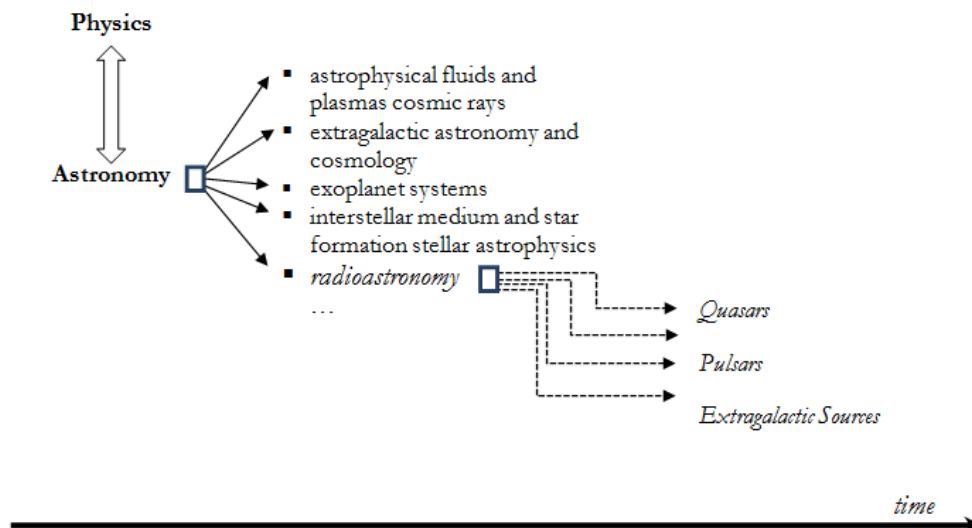 Physics
▪ astrophysical fluids and
plasmas cosmic rays
▪ extragalactic astronomy and
cosmology
Astronomy
▪ exoplanet systems
▪ interstellar medium and star
formation stellar astrophysics
▪ radioastronomy
…
Quasars
Pulsars
Extragalactic Sources
time